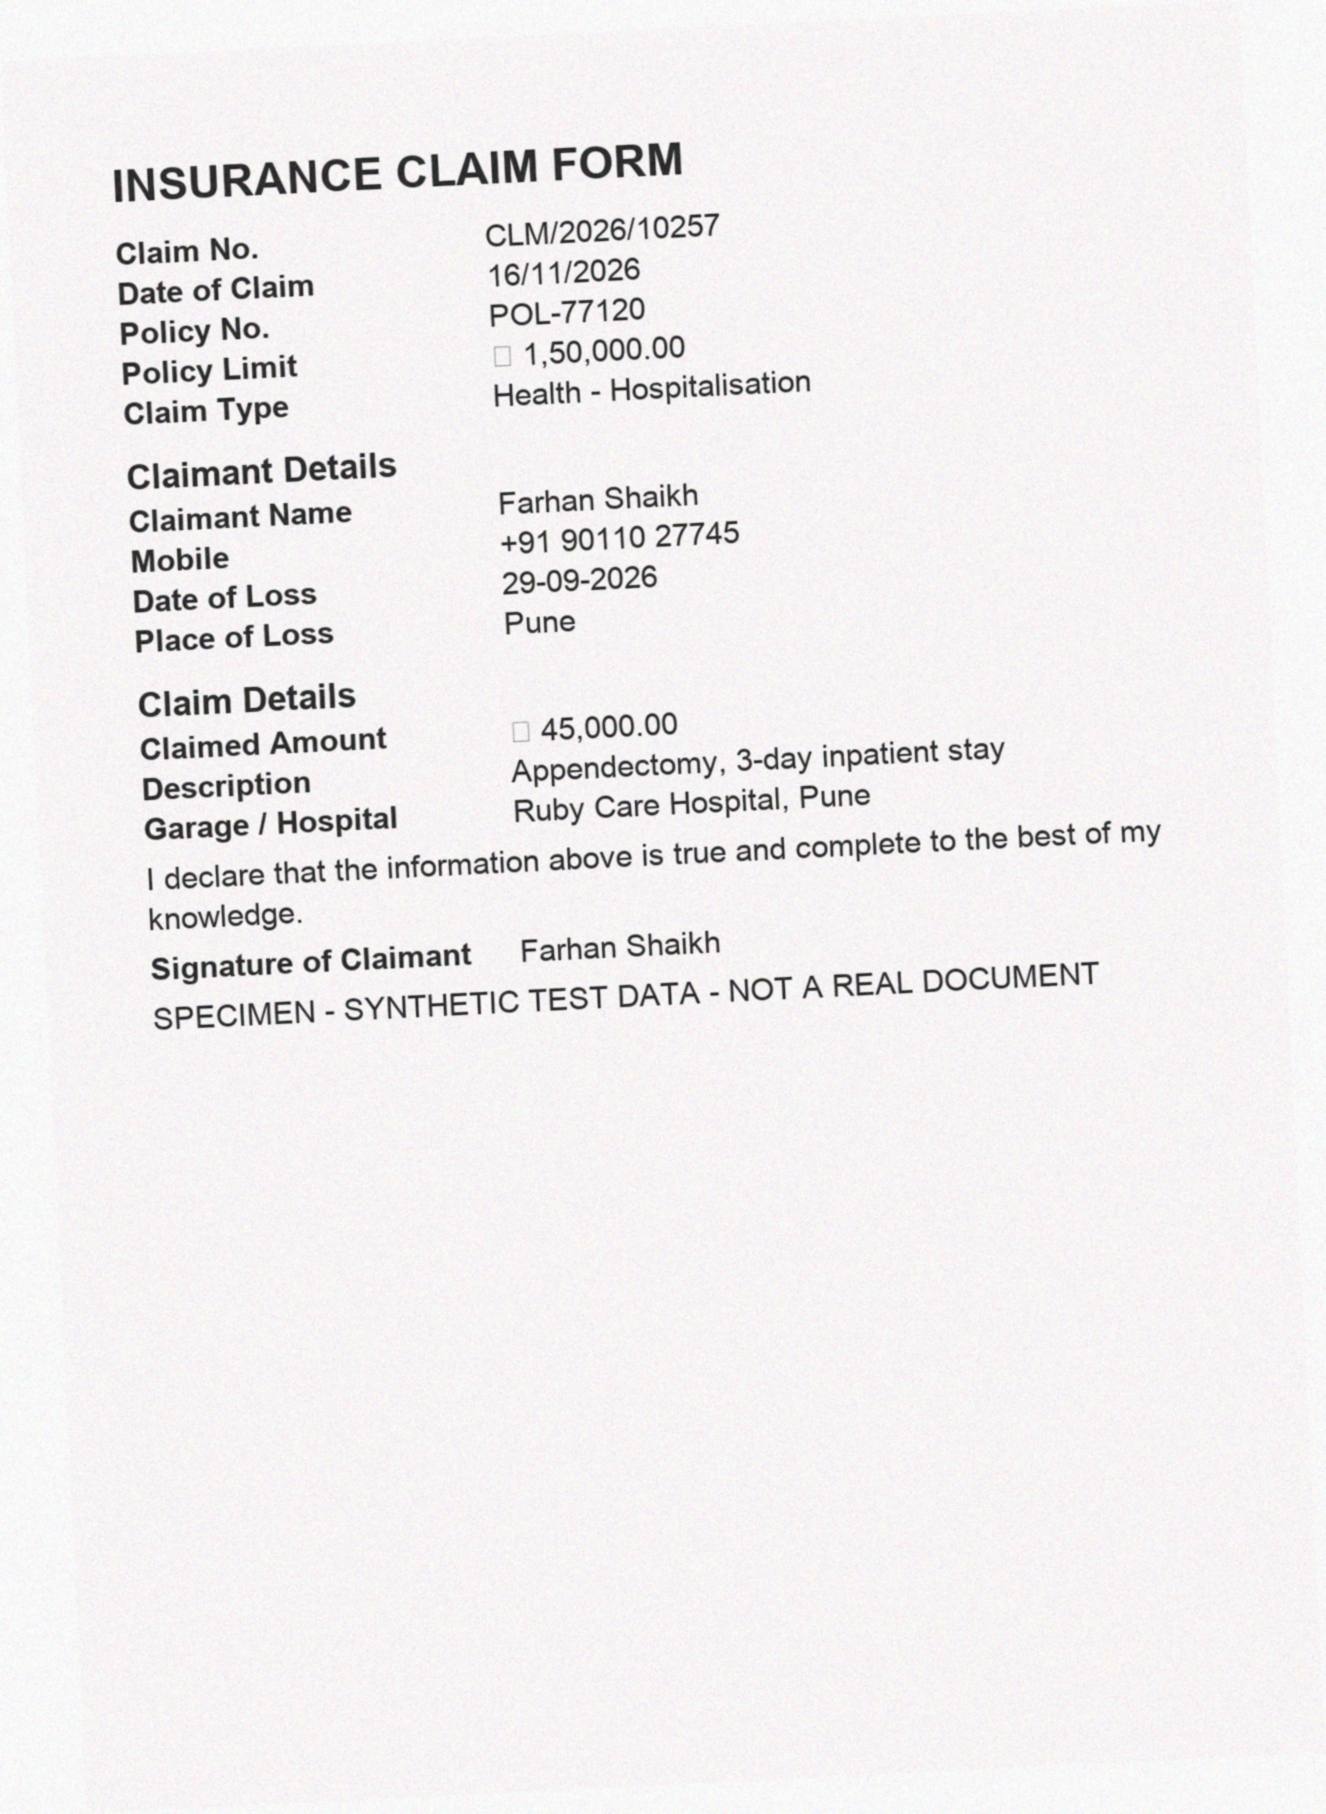 INSURANCE CLAIM FORM
Claim No. CLM/2026/10257
Date of Claim 16/11/2026
Policy No. POL-77120
Policy Limit □ 1,50,000.00
Claim Type Health - Hospitalisation
Claimant Details
Claimant Name Farhan Shaikh
Mobile +91 90110 27745
Date of Loss 29-09-2026
Place of Loss Pune
Claim Details
Claimed Amount □ 45,000.00
Description Appendectomy, 3-day inpatient stay
Garage / Hospital Ruby Care Hospital, Pune
I declare that the information above is true and complete to the best of my
knowledge.
Signature of Claimant Farhan Shaikh
SPECIMEN - SYNTHETIC TEST DATA - NOT A REAL DOCUMENT